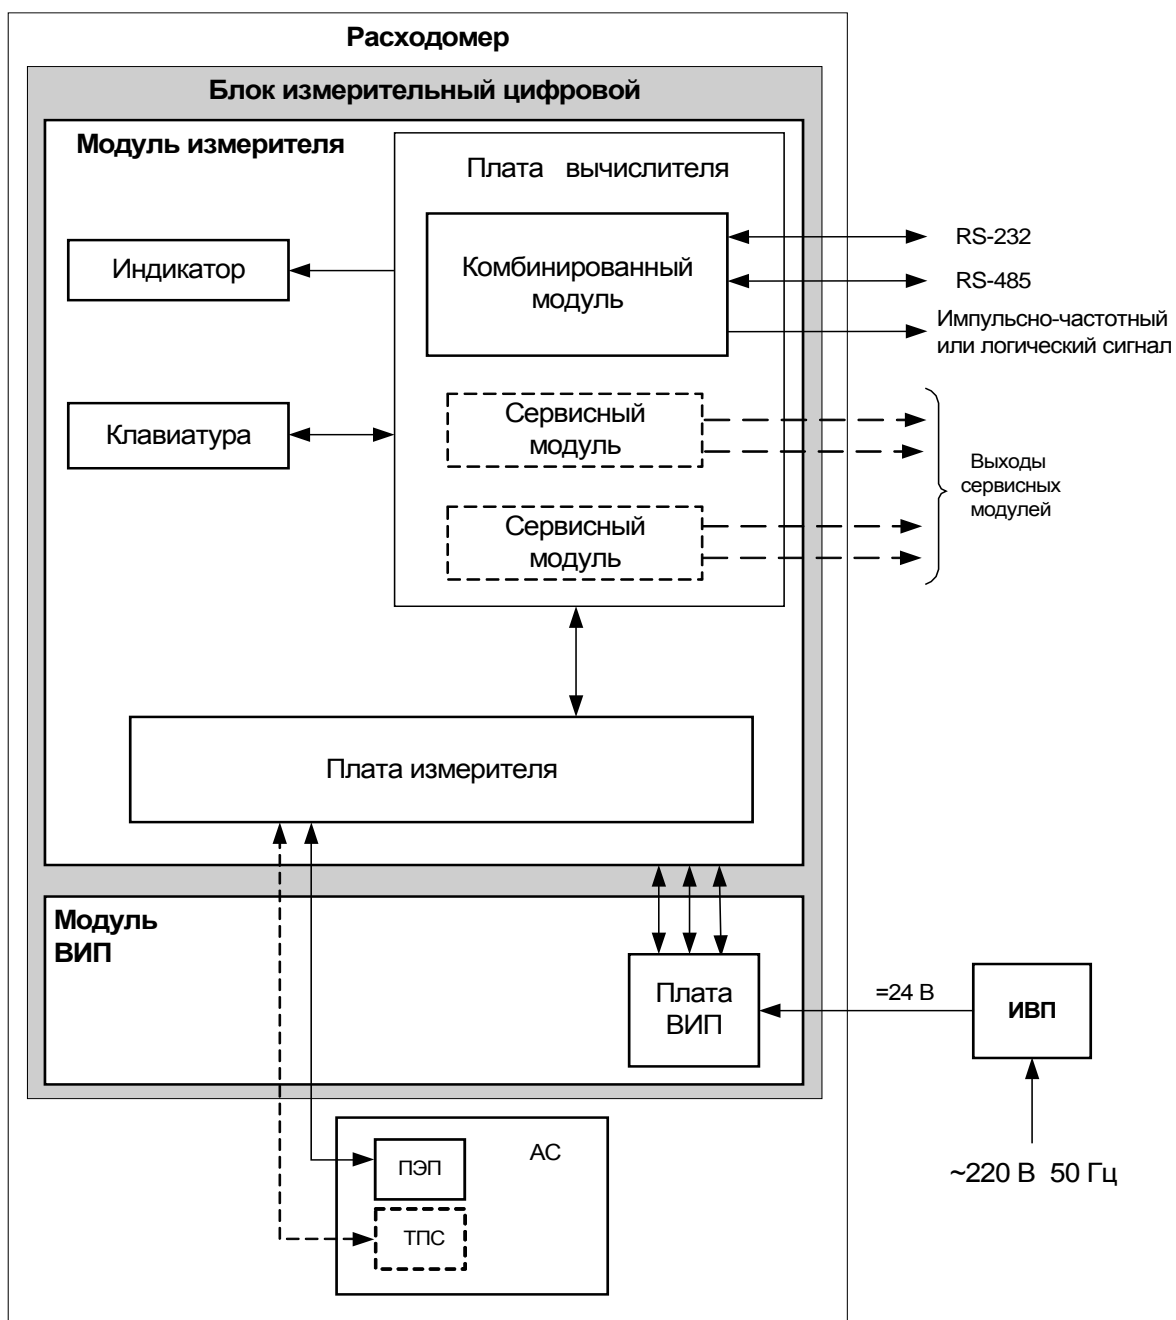 Расходомер
Блок измерительный цифровой
Модуль измерителя
Плата вычислителя
Комбинированный
модуль
RS-232
RS-485
Импульсно-частотный
или логический сигнал
Индикатор
Клавиатура
Сервисный
модуль
Сервисный
модуль
Выходы
сервисных
модулей
Плата измерителя
Модуль
ВИП
Плата
ВИП
=24 В
ИВП
~220 В 50 Гц
АС
ПЭП
ТПС